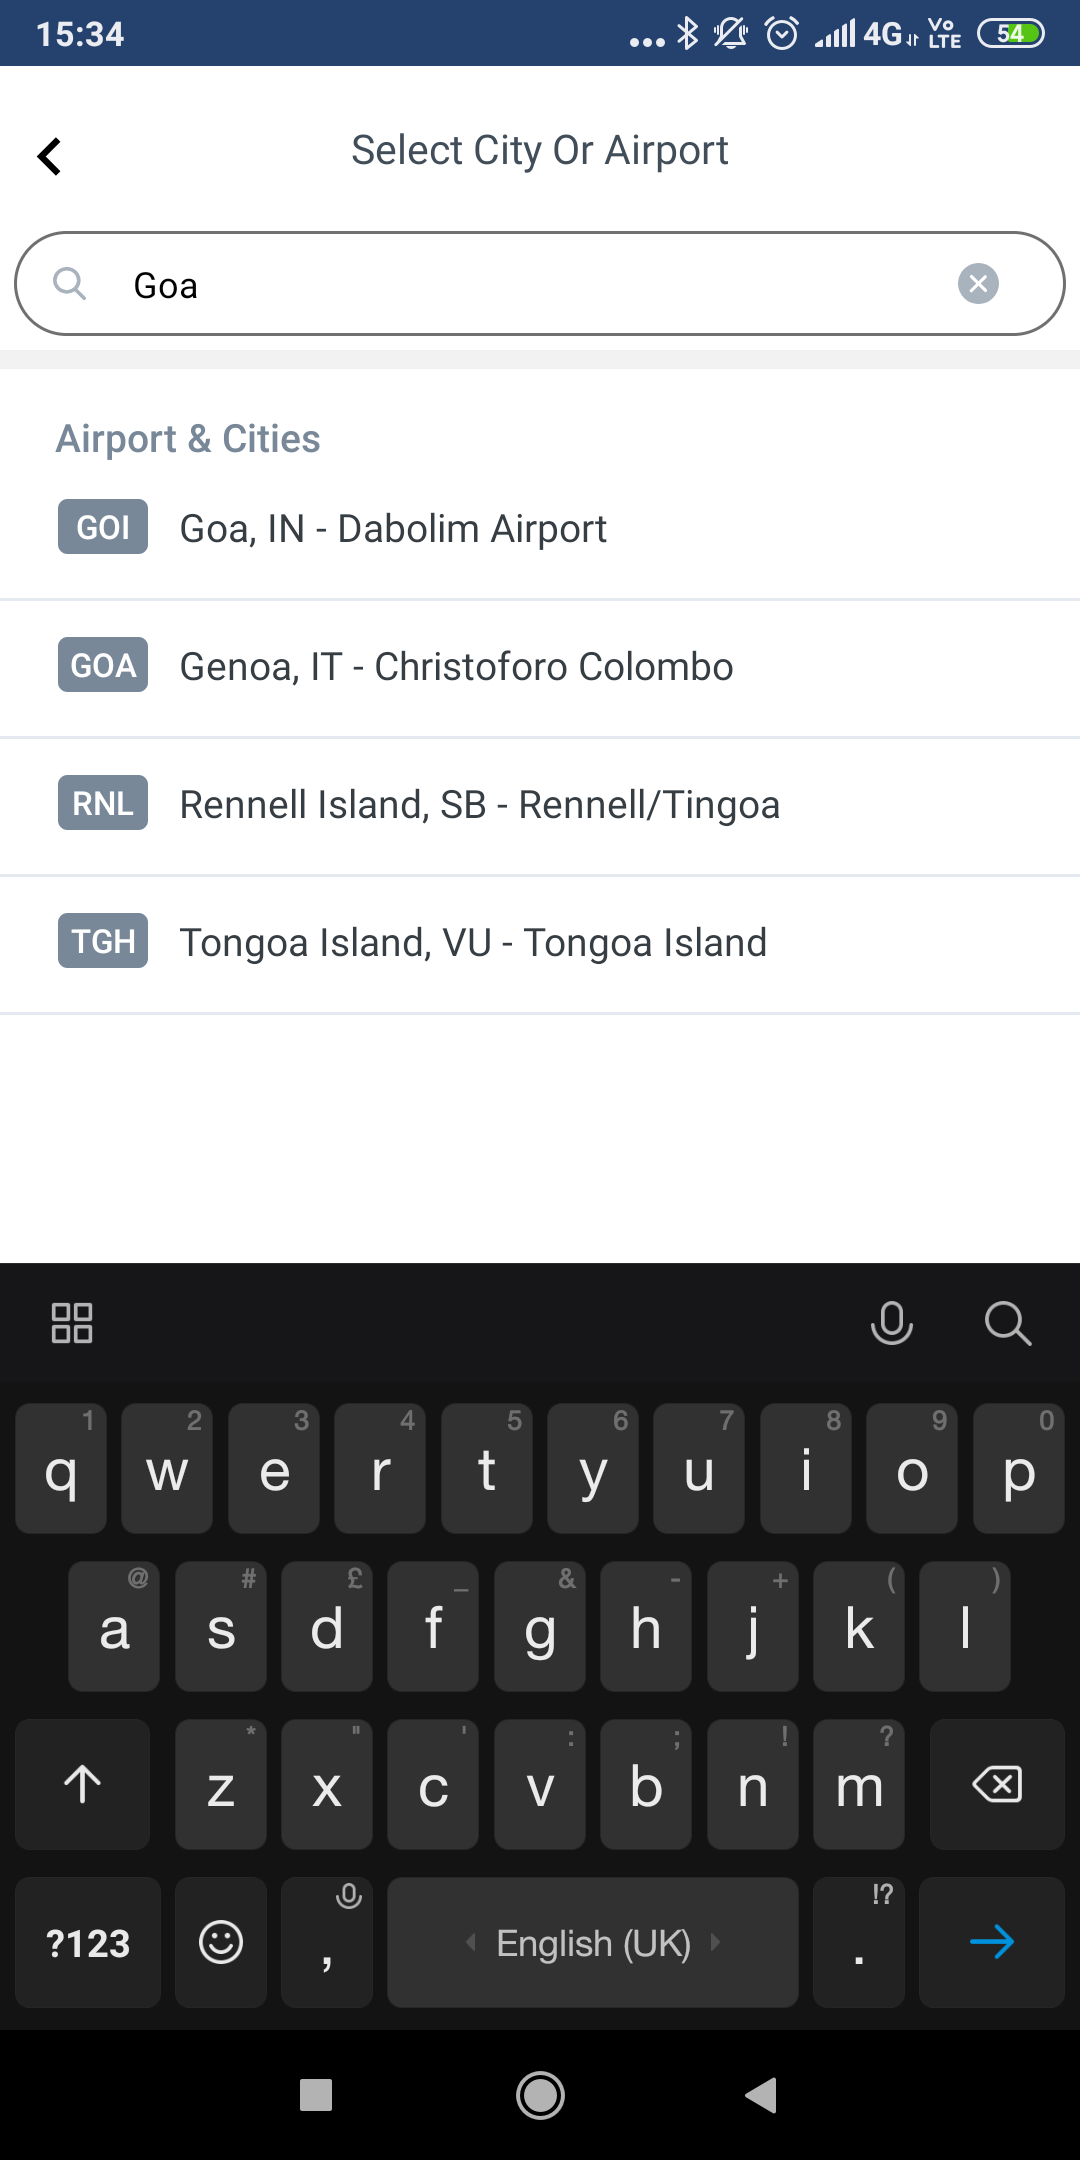 15:34
4G
Vo
LTE
54
Select City Or Airport
Goa
Airport & Cities
GOI Goa, IN - Dabolim Airport
GOA Genoa, IT - Christoforo Colombo
RNL Rennell Island, SB - Rennell/Tingoa
TGH Tongoa Island, VU - Tongoa Island
1 2 3 4 5 6 7 8 9 0
q w e r t y u i o p
@ # £ _ & - + ( )
a s d f g h j k l
* " ' : ; ! ?
z x c v b n m
!?
?123 , English (UK) .